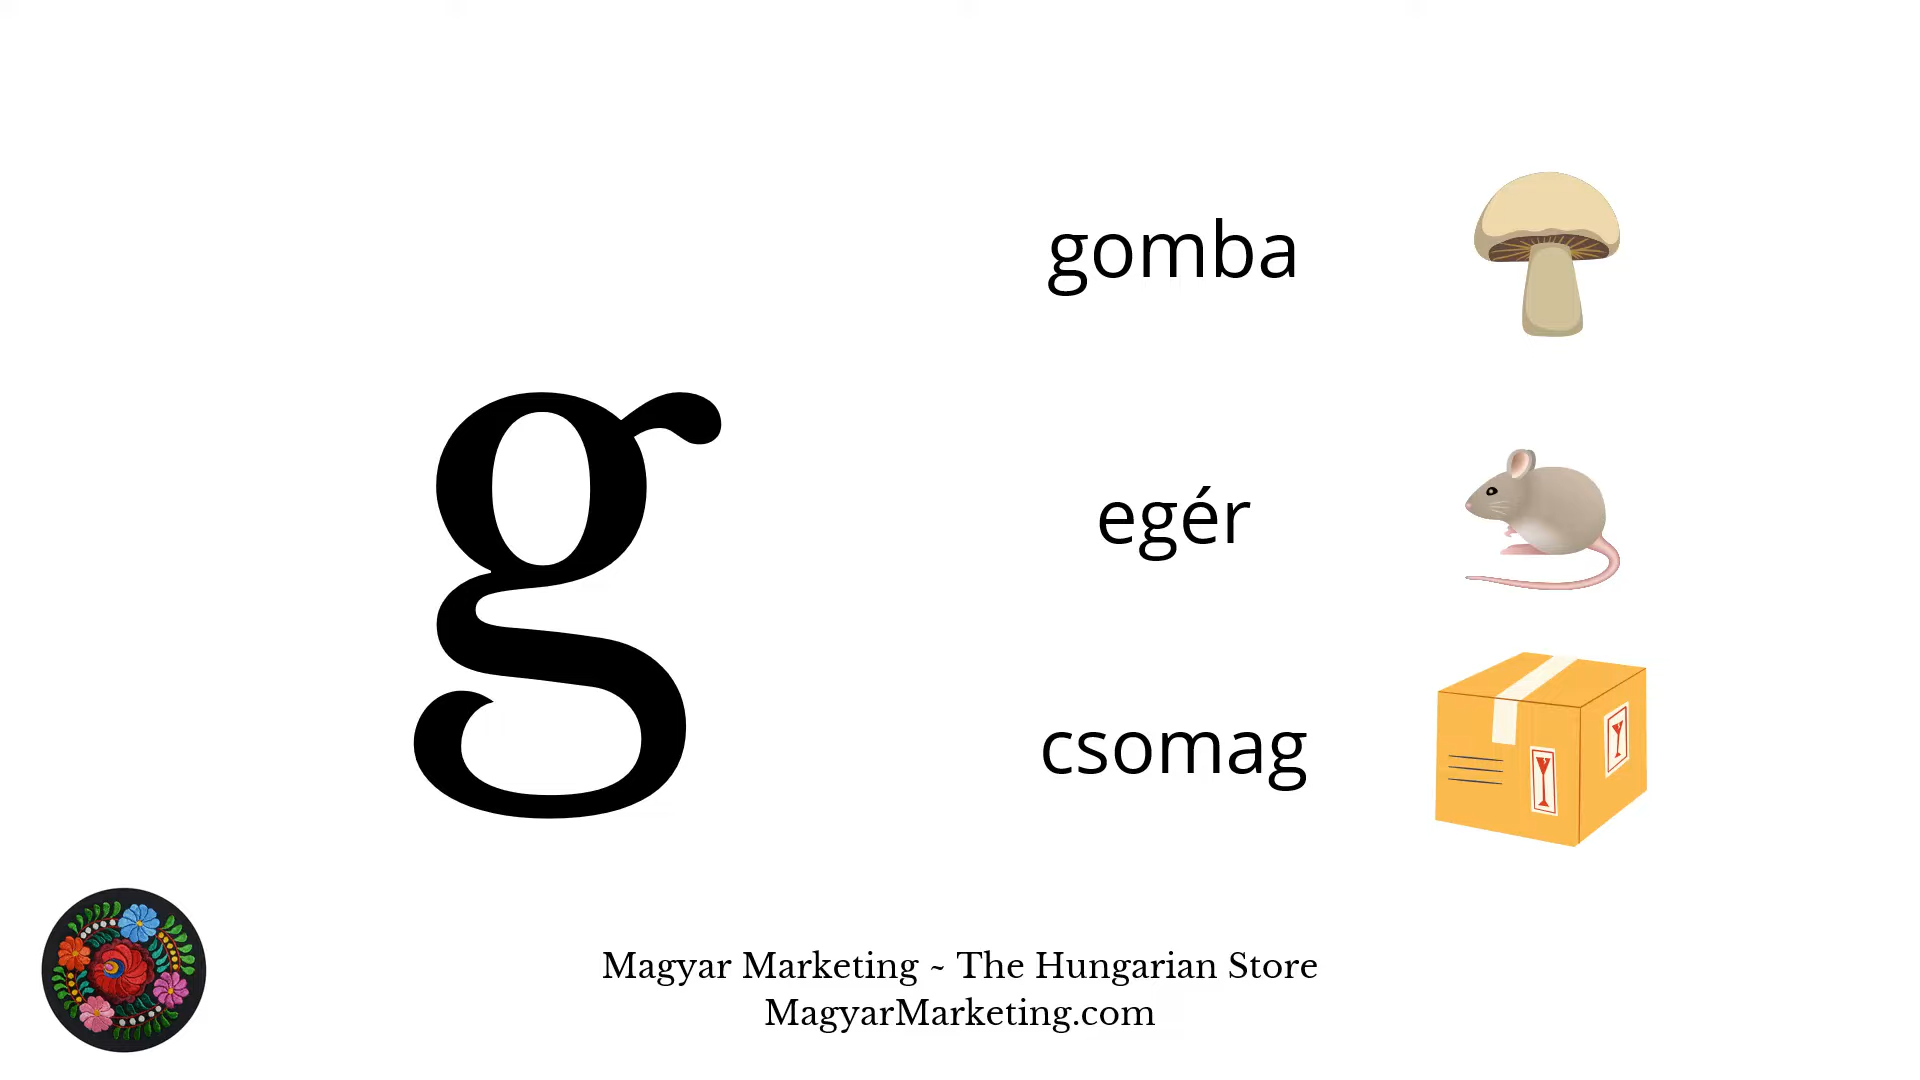 g
gomba
egér
csomag
Magyar Marketing ~ The Hungarian Store
MagyarMarketing.com